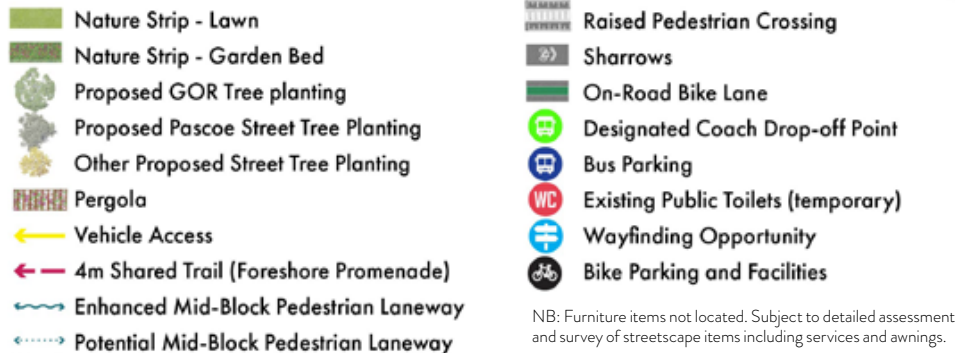 Nature Strip - Lawn
Nature Strip - Garden Bed
Proposed GOR Tree planting
Proposed Pascoe Street Tree Planting
Other Proposed Street Tree Planting
Pergola
Vehicle Access
4m Shared Trail (Foreshore Promenade)
Enhanced Mid-Block Pedestrian Laneway
Potential Mid-Block Pedestrian Laneway
Raised Pedestrian Crossing
Sharrows
On-Road Bike Lane
Designated Coach Drop-off Point
Bus Parking
WC Existing Public Toilets (temporary)
Wayfinding Opportunity
Bike Parking and Facilities
NB: Furniture items not located. Subject to detailed assessment
and survey of streetscape items including services and awnings.